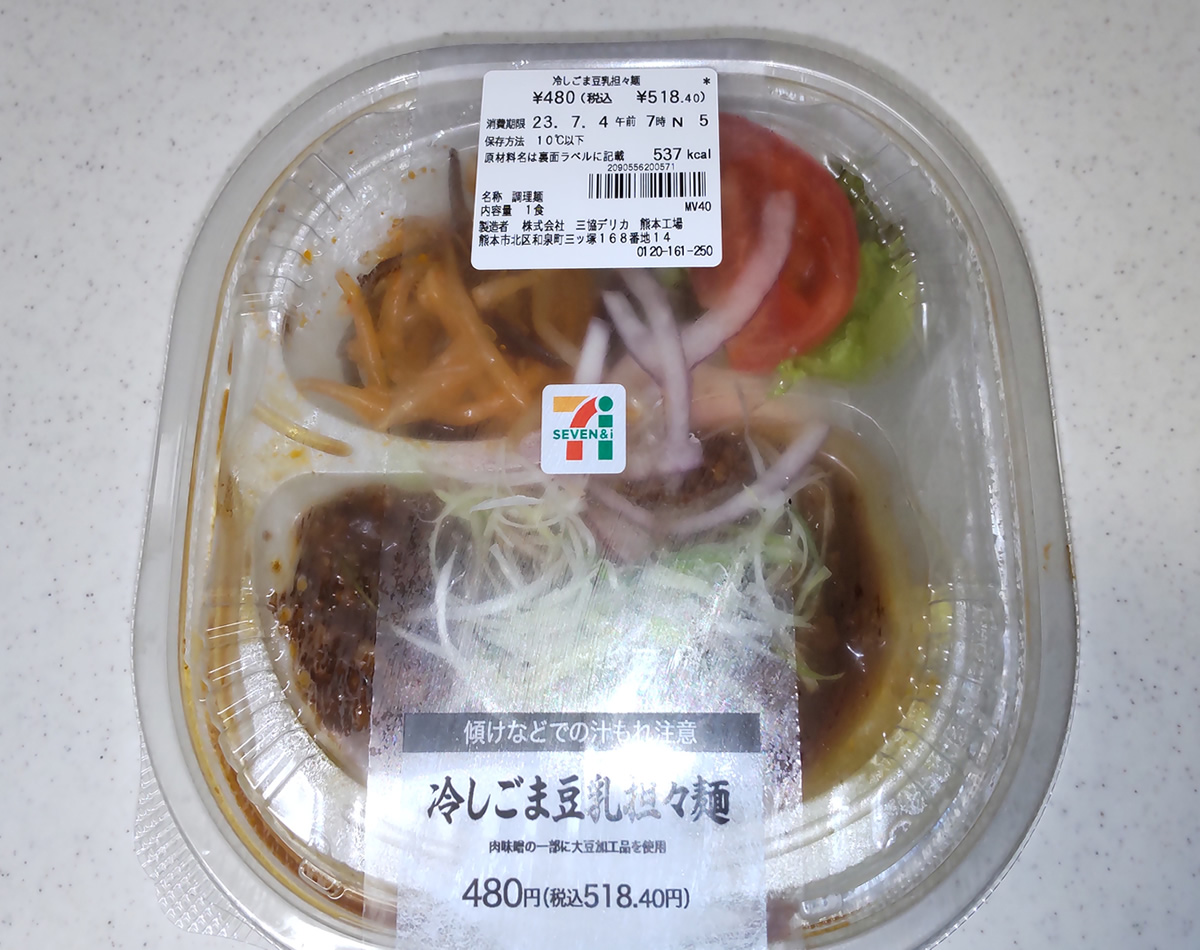 冷しごま豆乳担々麺 *
¥480(税込 ¥518.40)
消費期限 23. 7. 4 午前 7時 N 5
保存方法 10℃以下
原材料名は裏面ラベルに記載 537 kcal
2090556200571
名称 調理麺 MV40
内容量 1食
製造者 株式会社 三協デリカ 熊本工場
熊本市北区和泉町三ッ塚168番地14
0120-161-250
SEVEN&i
傾けなどでの汁もれ注意
冷しごま豆乳担々麺
肉味噌の一部に大豆加工品を使用
480円(税込518.40円)